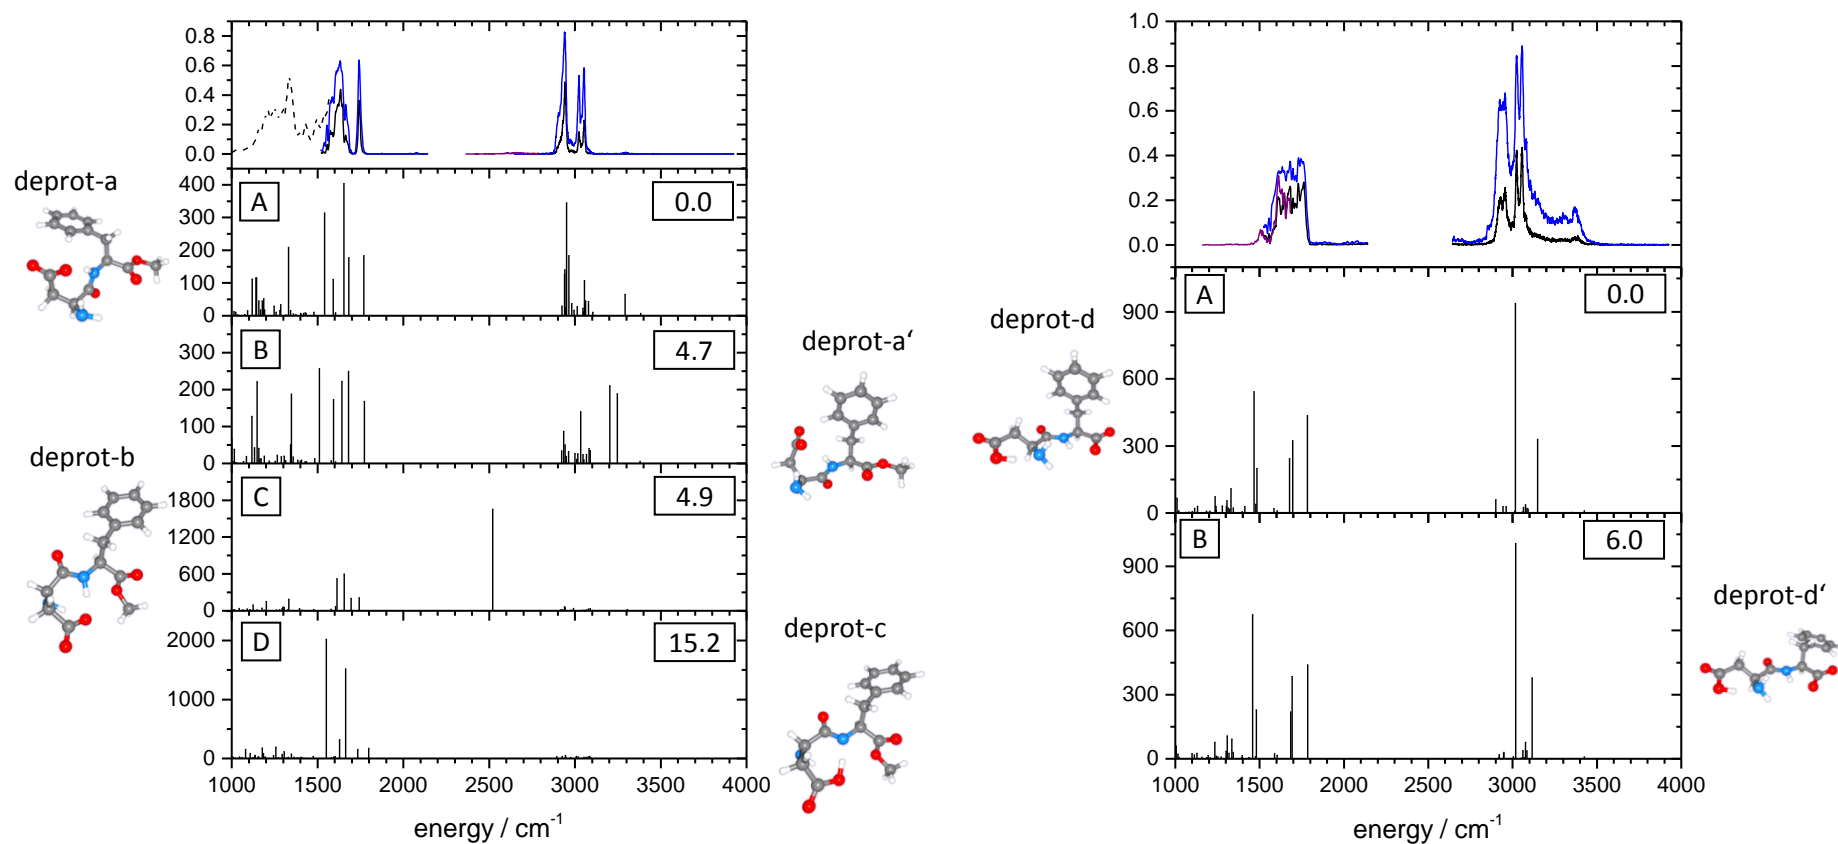 deprot-a
deprot-b
0.8
0.6
0.4
0.2
0.0
A
0.0
400
300
200
100
0
B
4.7
300
200
100
0
C
4.9
1800
1200
600
0
D
15.2
2000
1000
0
1000 1500 2000 2500 3000 3500 4000
energy / cm-1
deprot-a‘
deprot-c
deprot-d
1.0
0.8
0.6
0.4
0.2
0.0
A
0.0
900
600
300
0
B
6.0
900
600
300
0
1000 1500 2000 2500 3000 3500 4000
energy / cm-1
deprot-d‘